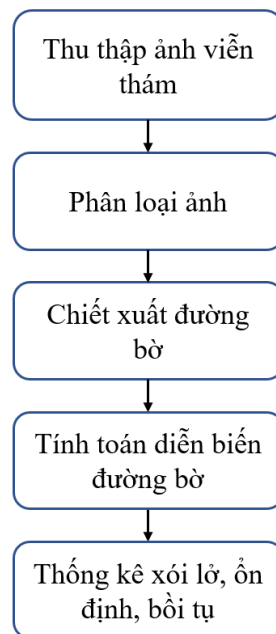 Thu thập ảnh viễn
thám
Phân loại ảnh
Chiết xuất đường
bờ
Tính toán diễn biến
đường bờ
Thống kê xói lở, ổn
định, bồi tụ